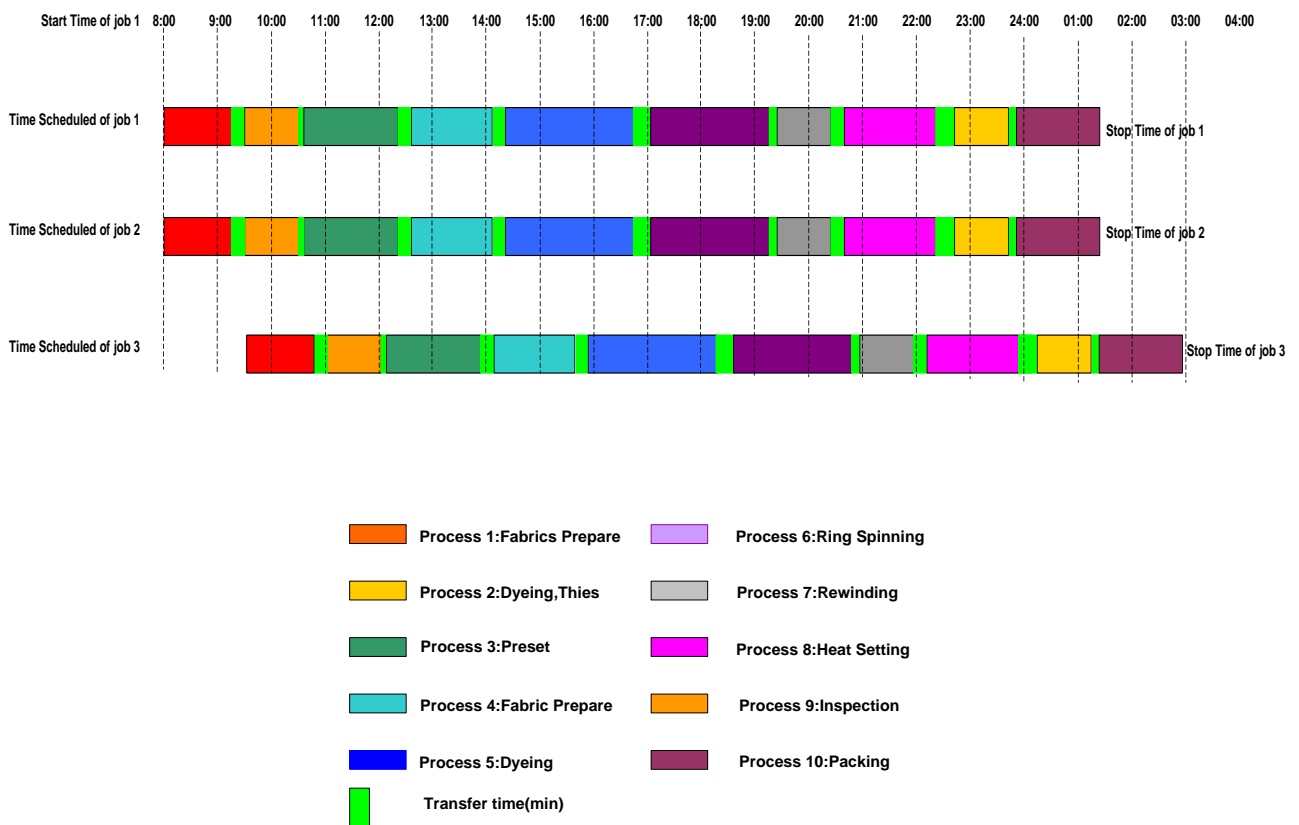 Start Time of job 1 8:00 9:00 10:00 11:00 12:00 13:00 14:00 15:00 16:00 17:00 18:00 19:00 20:00 21:00 22:00 23:00 24:00 01:00 02:00 03:00 04:00
Time Scheduled of job 1
Stop Time of job 1
Time Scheduled of job 2
Stop Time of job 2
Time Scheduled of job 3
Stop Time of job 3
Process 1:Fabrics Prepare
Process 6:Ring Spinning
Process 2:Dyeing,Thies
Process 7:Rewinding
Process 3:Preset
Process 8:Heat Setting
Process 4:Fabric Prepare
Process 9:Inspection
Process 5:Dyeing
Process 10:Packing
Transfer time(min)